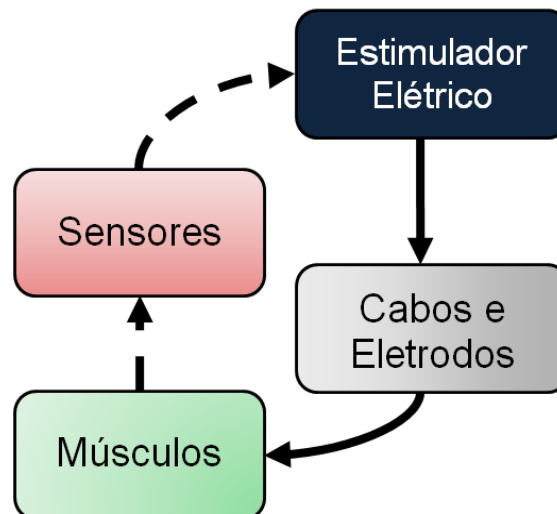 Estimulador
Elétrico
Sensores
Cabos e
Eletrodos
Músculos